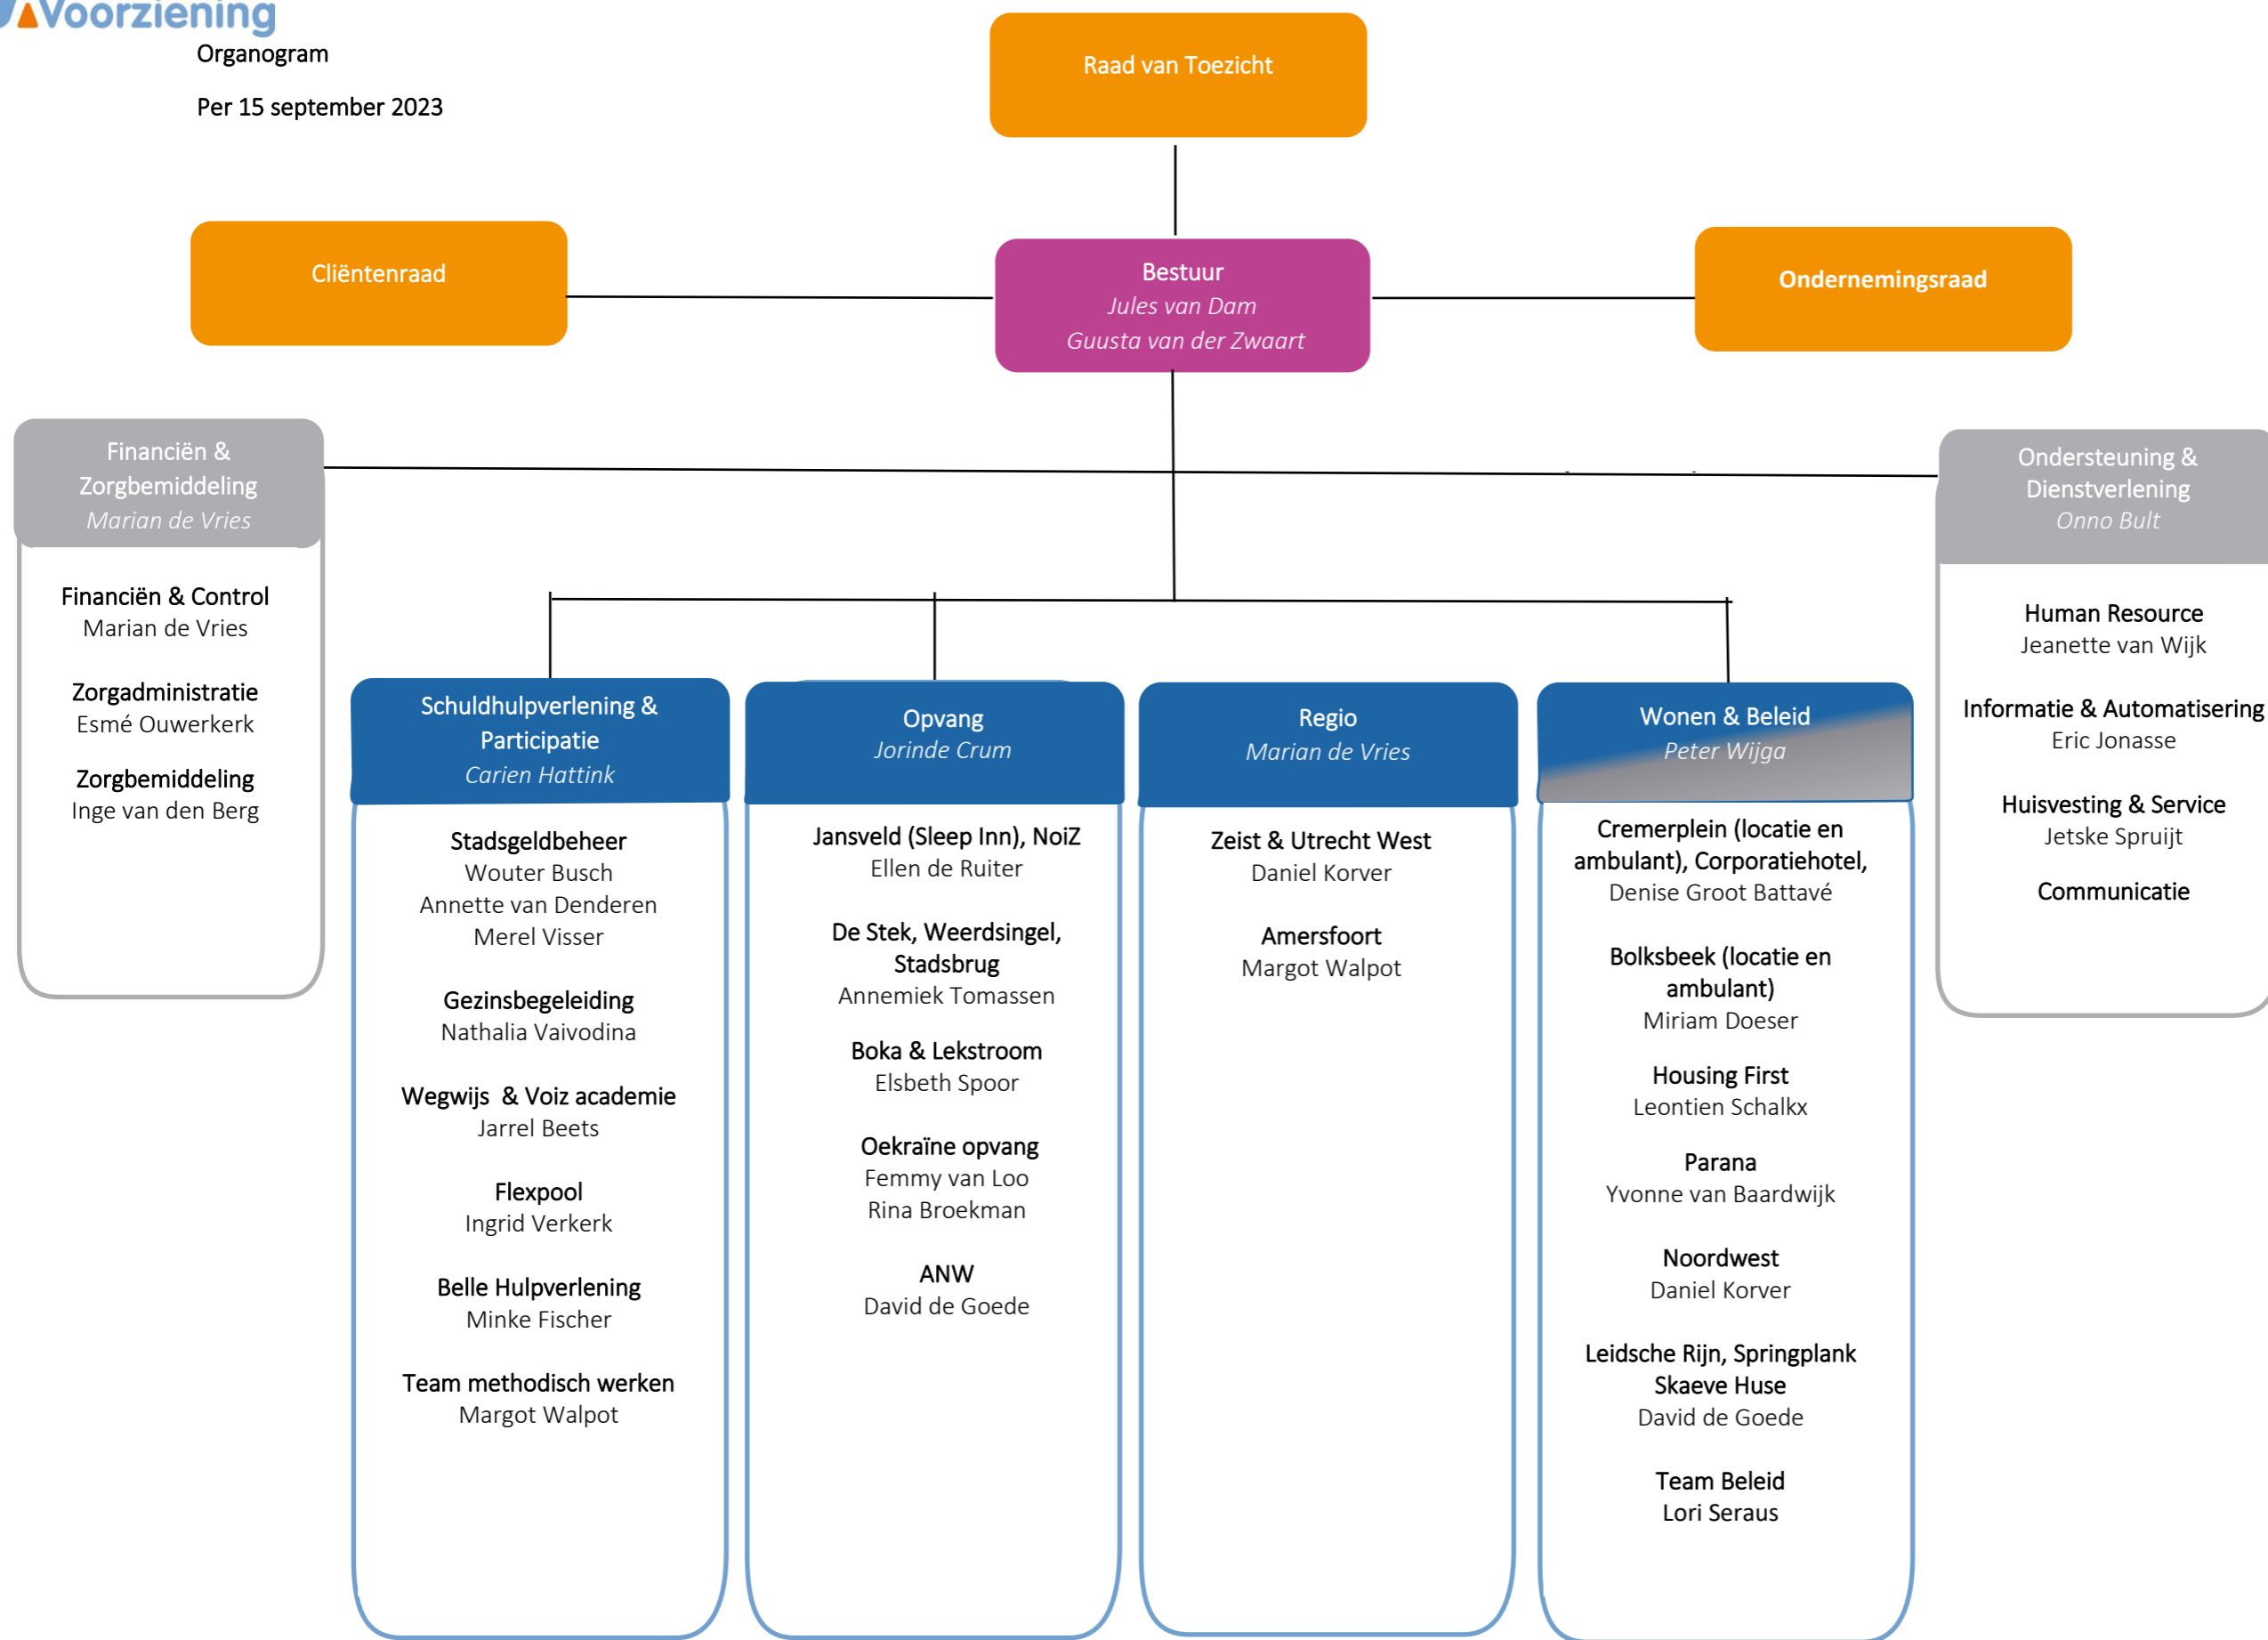 Voorziening
Organogram
Per 15 september 2023
Raad van Toezicht
Cliëntenraad
Bestuur
Jules van Dam
Guusta van der Zwaart
Ondernemingsraad
Financiën &
Zorgbemiddeling
Marian de Vries
Financiën & Control
Marian de Vries
Zorgadministratie
Esmé Ouwerkerk
Zorgbemiddeling
Inge van den Berg
Schuldhulpverlening &
Participatie
Carien Hattink
Stadsgeldbeheer
Wouter Busch
Annette van Denderen
Merel Visser
Gezinsbegeleiding
Nathalia Vaivodina
Wegwijs  & Voiz academie
Jarrel Beets
Flexpool
Ingrid Verkerk
Belle Hulpverlening
Minke Fischer
Team methodisch werken
Margot Walpot
Opvang
Jorinde Crum
Jansveld (Sleep Inn), NoiZ
Ellen de Ruiter
De Stek, Weerdsingel,
Stadsbrug
Annemiek Tomassen
Boka & Lekstroom
Elsbeth Spoor
Oekraïne opvang
Femmy van Loo
Rina Broekman
ANW
David de Goede
Regio
Marian de Vries
Zeist & Utrecht West
Daniel Korver
Amersfoort
Margot Walpot
Wonen & Beleid
Peter Wijga
Cremerplein (locatie en
ambulant), Corporatiehotel,
Denise Groot Battavé
Bolksbeek (locatie en
ambulant)
Miriam Doeser
Housing First
Leontien Schalkx
Parana
Yvonne van Baardwijk
Noordwest
Daniel Korver
Leidsche Rijn, Springplank
Skaeve Huse
David de Goede
Team Beleid
Lori Seraus
Ondersteuning &
Dienstverlening
Onno Bult
Human Resource
Jeanette van Wijk
Informatie & Automatisering
Eric Jonasse
Huisvesting & Service
Jetske Spruijt
Communicatie